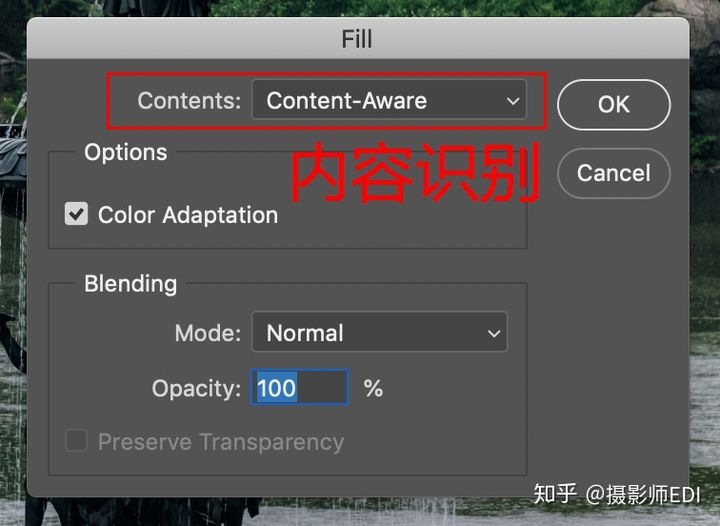 Fill
Contents: Content-Aware
OK
内容识别
Options
Cancel
Color Adaptation
Blending
Mode: Normal
Opacity: 100 %
Preserve Transparency
知乎 @摄影师EDI